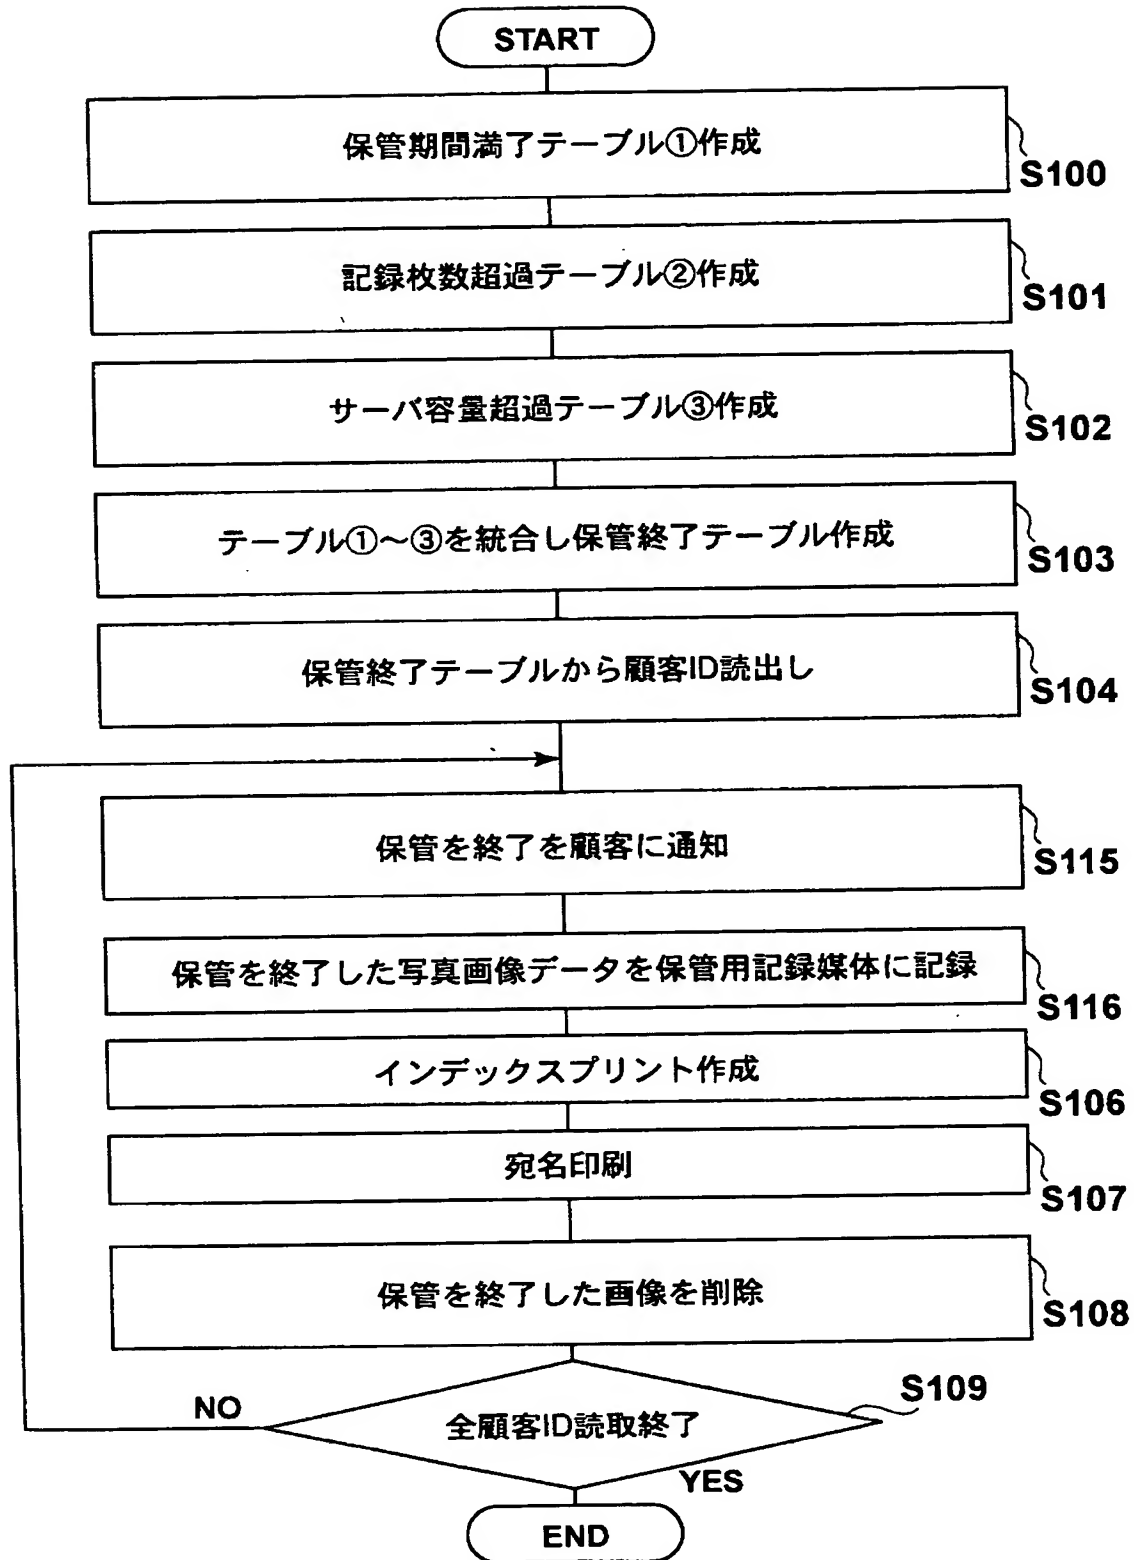 START
保管期間満了テーブル①作成
S100
記録枚数超過テーブル②作成
S101
サーバ容量超過テーブル③作成
S102
テーブル①～③を統合し保管終了テーブル作成
S103
保管終了テーブルから顧客ID読出し
S104
保管を終了を顧客に通知
S115
保管を終了した写真画像データを保管用記録媒体に記録
S116
インデックスプリント作成
S106
宛名印刷
S107
保管を終了した画像を削除
S108
S109
NO
全顧客ID読取終了
YES
END